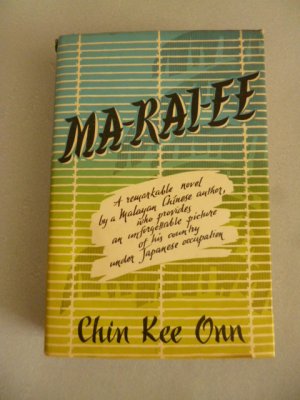 MA-RAI-EE
A remarkable novel
by a Malayan Chinese author,
who provides
an unforgettable picture
of his country
under Japanese occupation
Chin Kee Onn